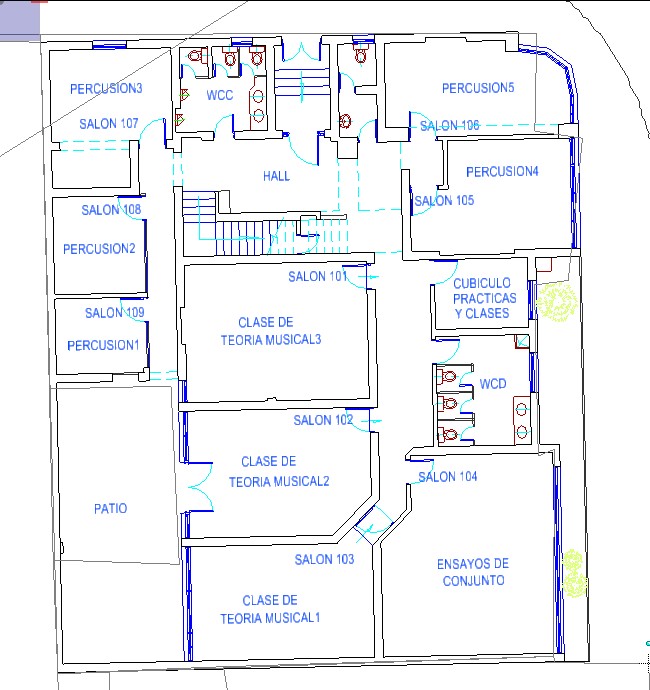 PERCUSION3
SALON 107
WCC
PERCUSION5
SALON 106
HALL
PERCUSION4
SALON 105
SALON 108
PERCUSION2
SALON 101
CUBICULO
PRACTICAS
Y CLASES
SALON 109
PERCUSION1
CLASE DE
TEORIA MUSICAL3
WCD
SALON 102
CLASE DE
TEORIA MUSICAL2
SALON 104
PATIO
SALON 103
ENSAYOS DE
CONJUNTO
CLASE DE
TEORIA MUSICAL1